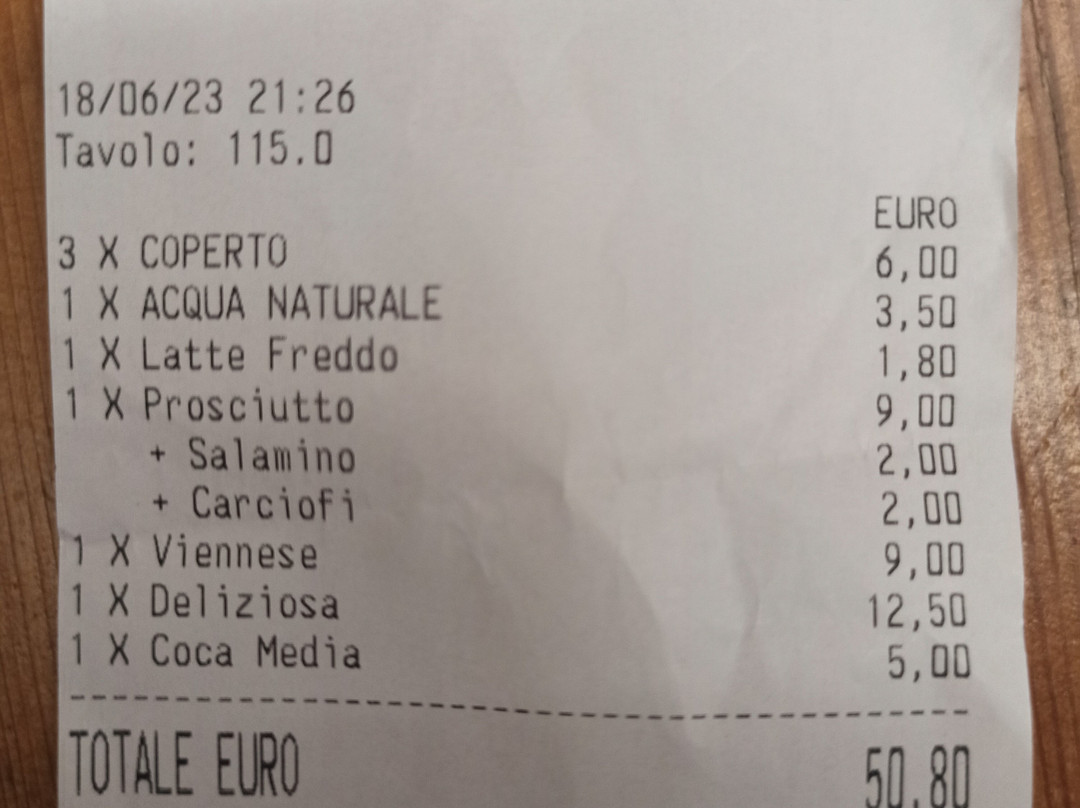 18/06/23 21:26
Tavolo: 115.0
EURO
3 X COPERTO 6,00
1 X ACQUA NATURALE 3,50
1 X Latte Freddo 1,80
1 X Prosciutto 9,00
+ Salamino 2,00
+ Carciofi 2,00
1 X Viennese 9,00
1 X Deliziosa 12,50
1 X Coca Media 5,00
TOTALE EURO 50,80